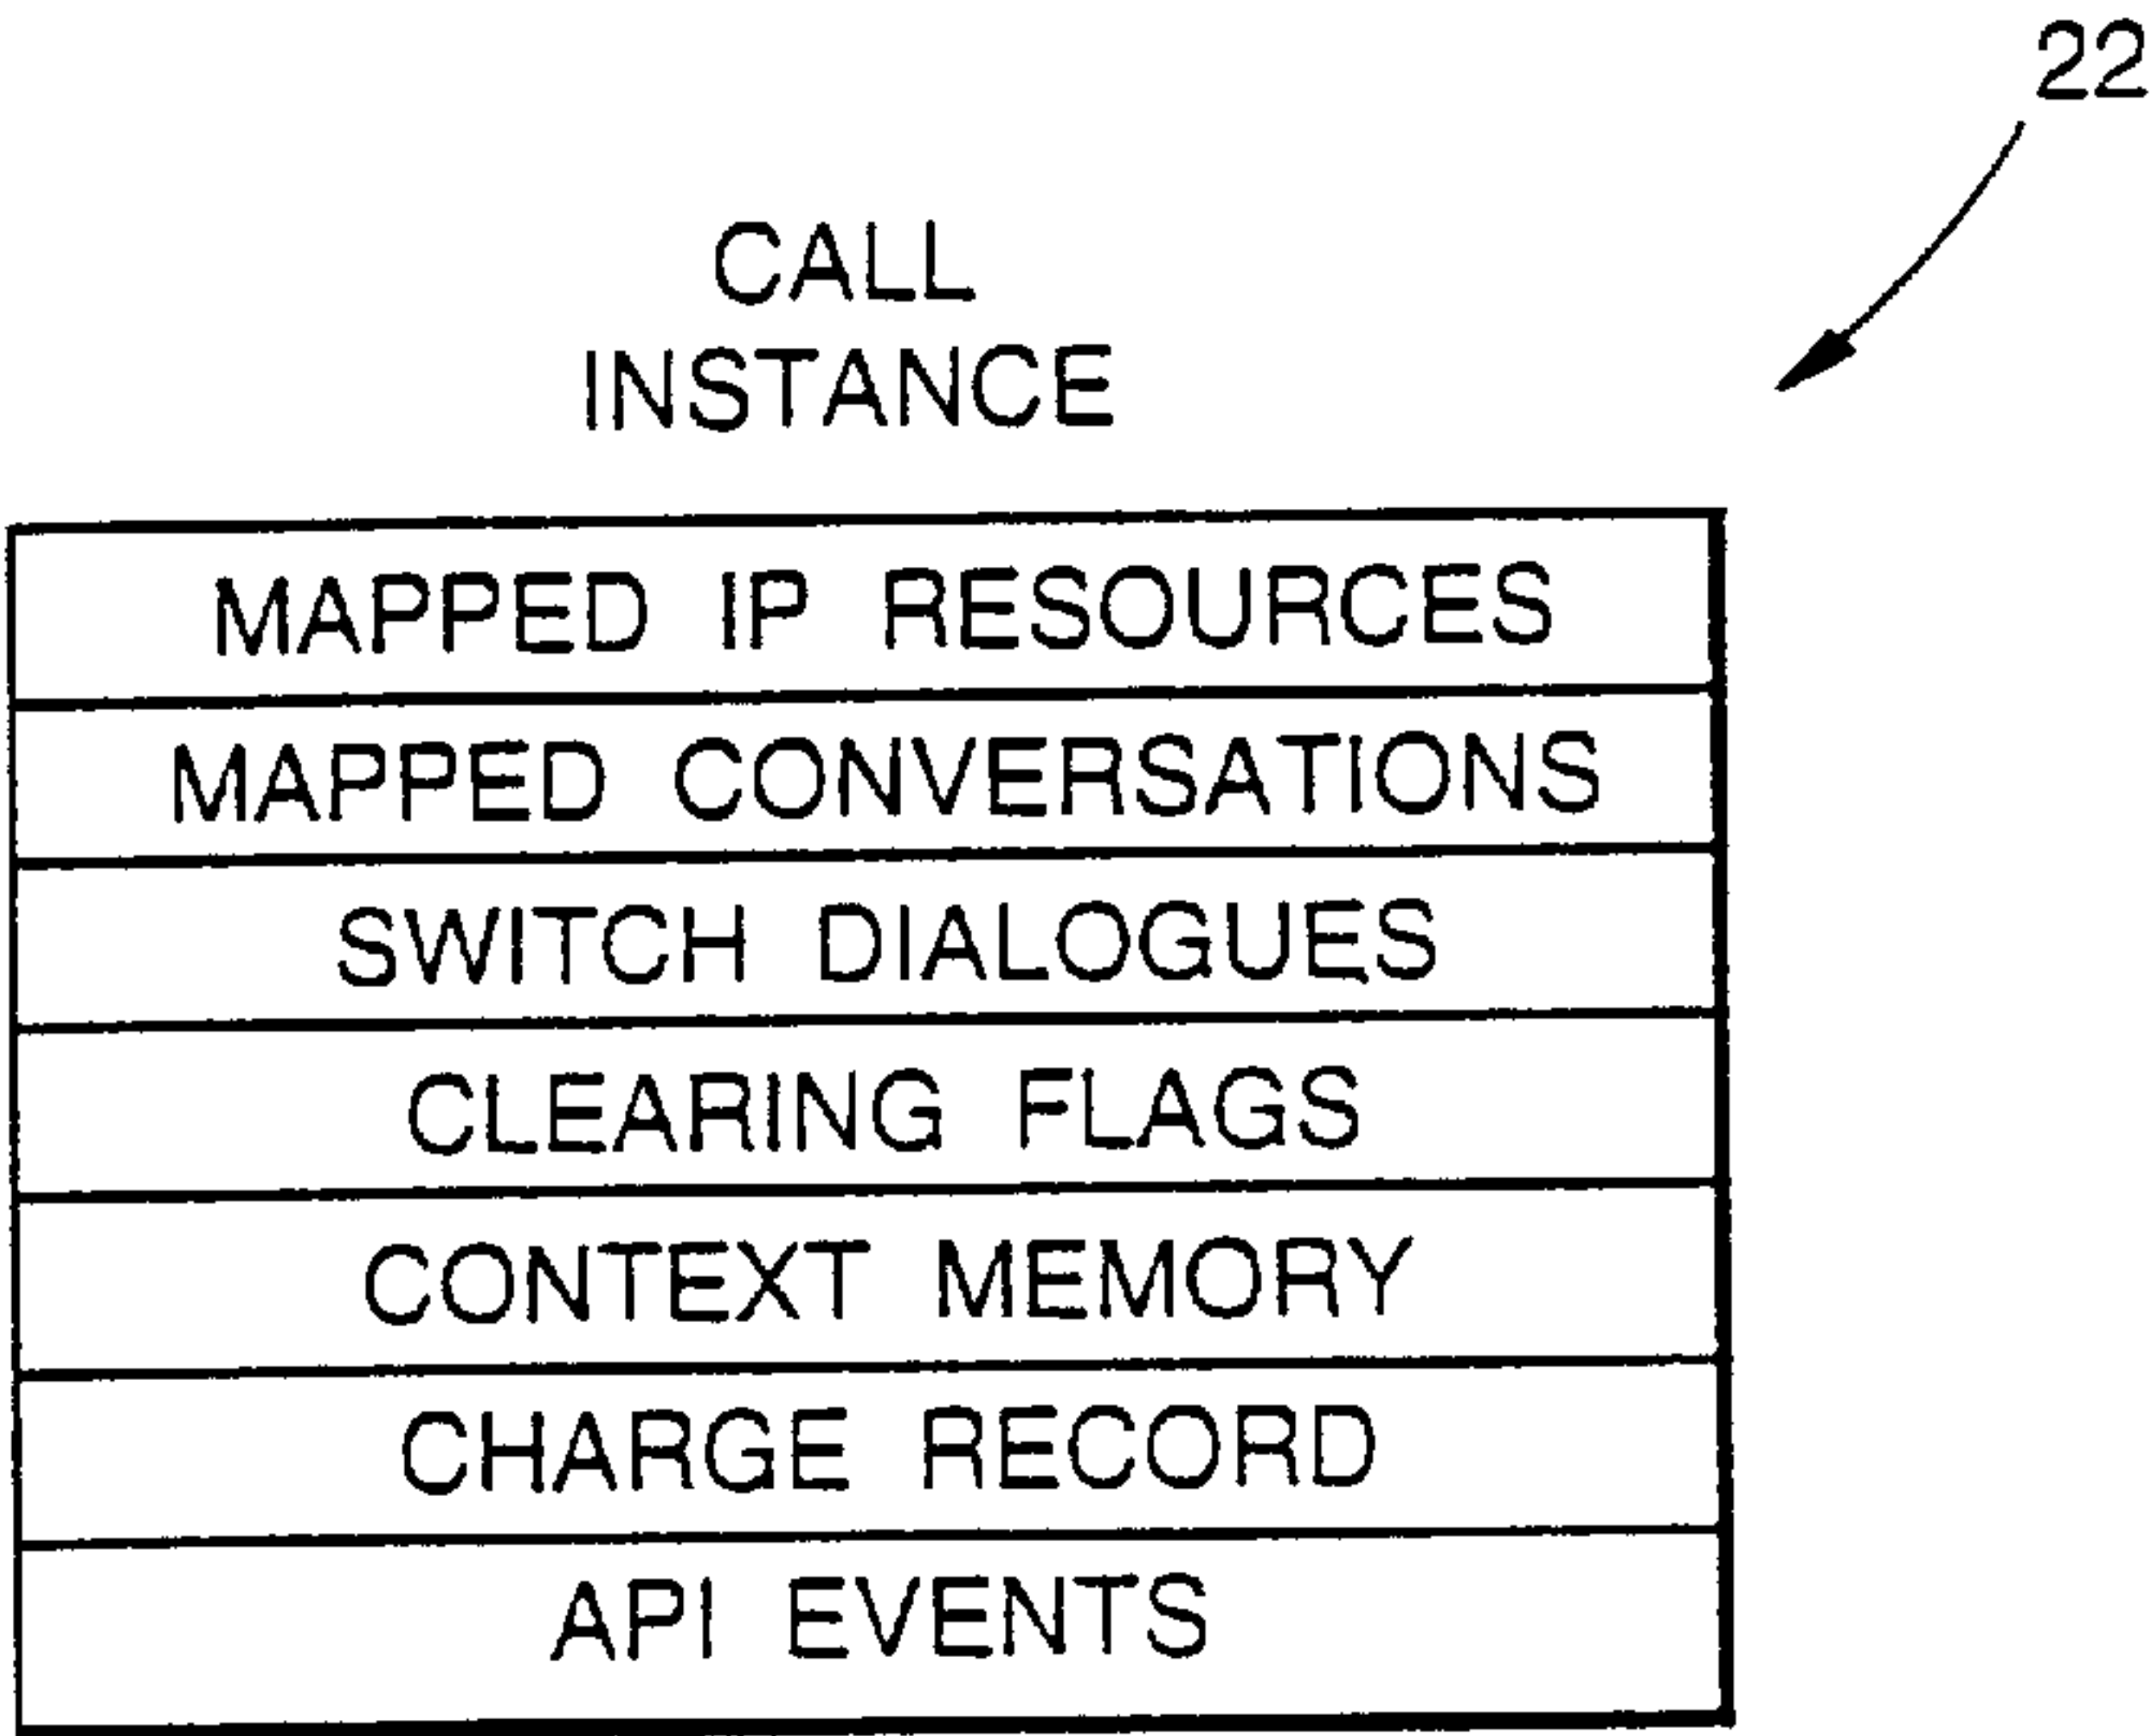 22
CALL
INSTANCE
MAPPED IP RESOURCES
MAPPED CONVERSATIONS
SWITCH DIALOGUES
CLEARING FLAGS
CONTEXT MEMORY
CHARGE RECORD
API EVENTS